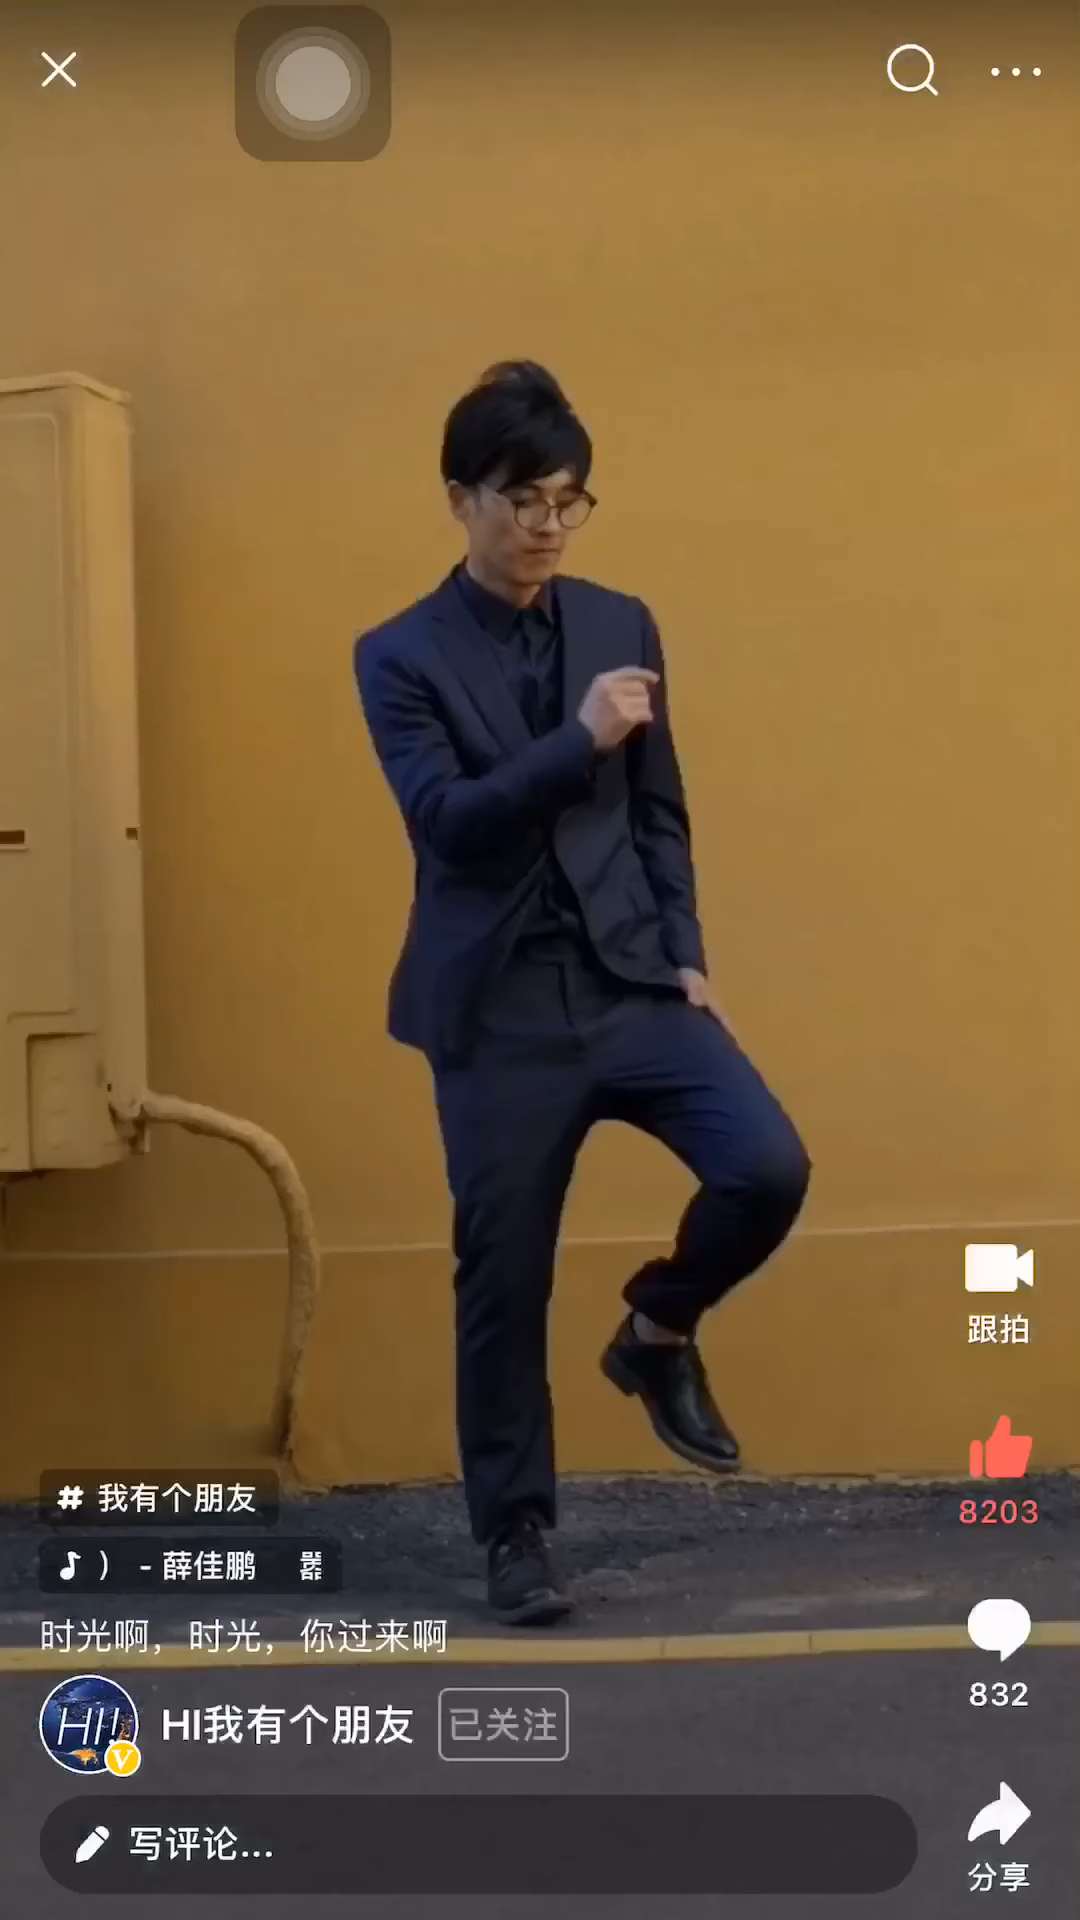 # 我有个朋友
） - 薛佳鹏
时光啊，时光，你过来啊
HI!
V
HI我有个朋友
已关注
写评论...
跟拍
8203
832
分享